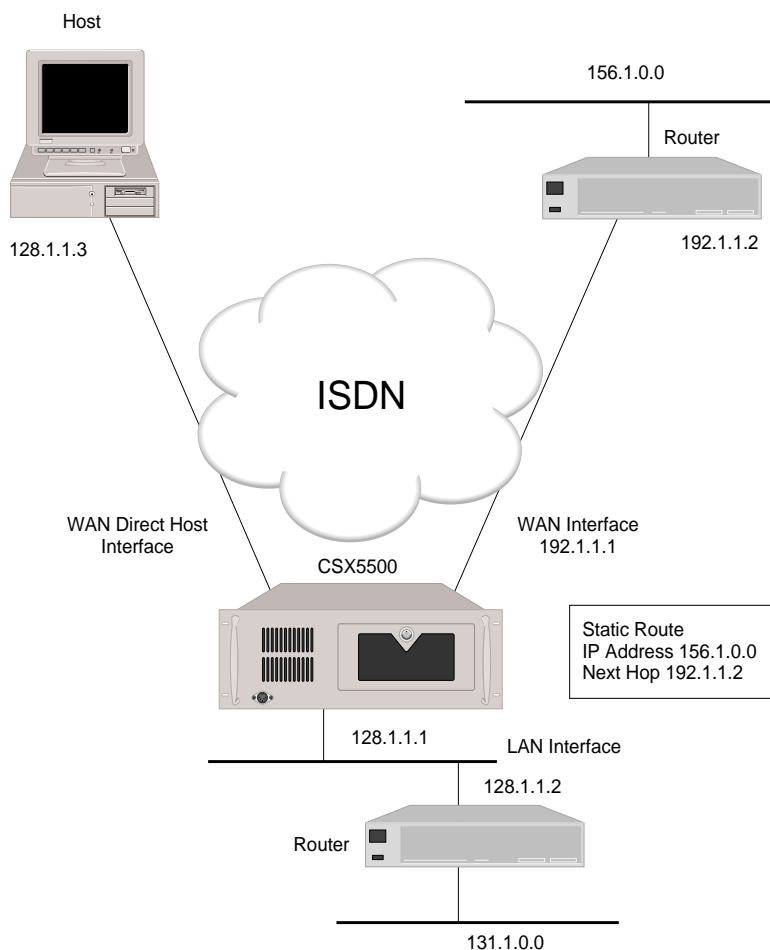 Host
156.1.0.0
Router
128.1.1.3
192.1.1.2
ISDN
WAN Direct Host
Interface
WAN Interface
192.1.1.1
CSX5500
Static Route
IP Address 156.1.0.0
Next Hop 192.1.1.2
128.1.1.1
LAN Interface
128.1.1.2
Router
131.1.0.0